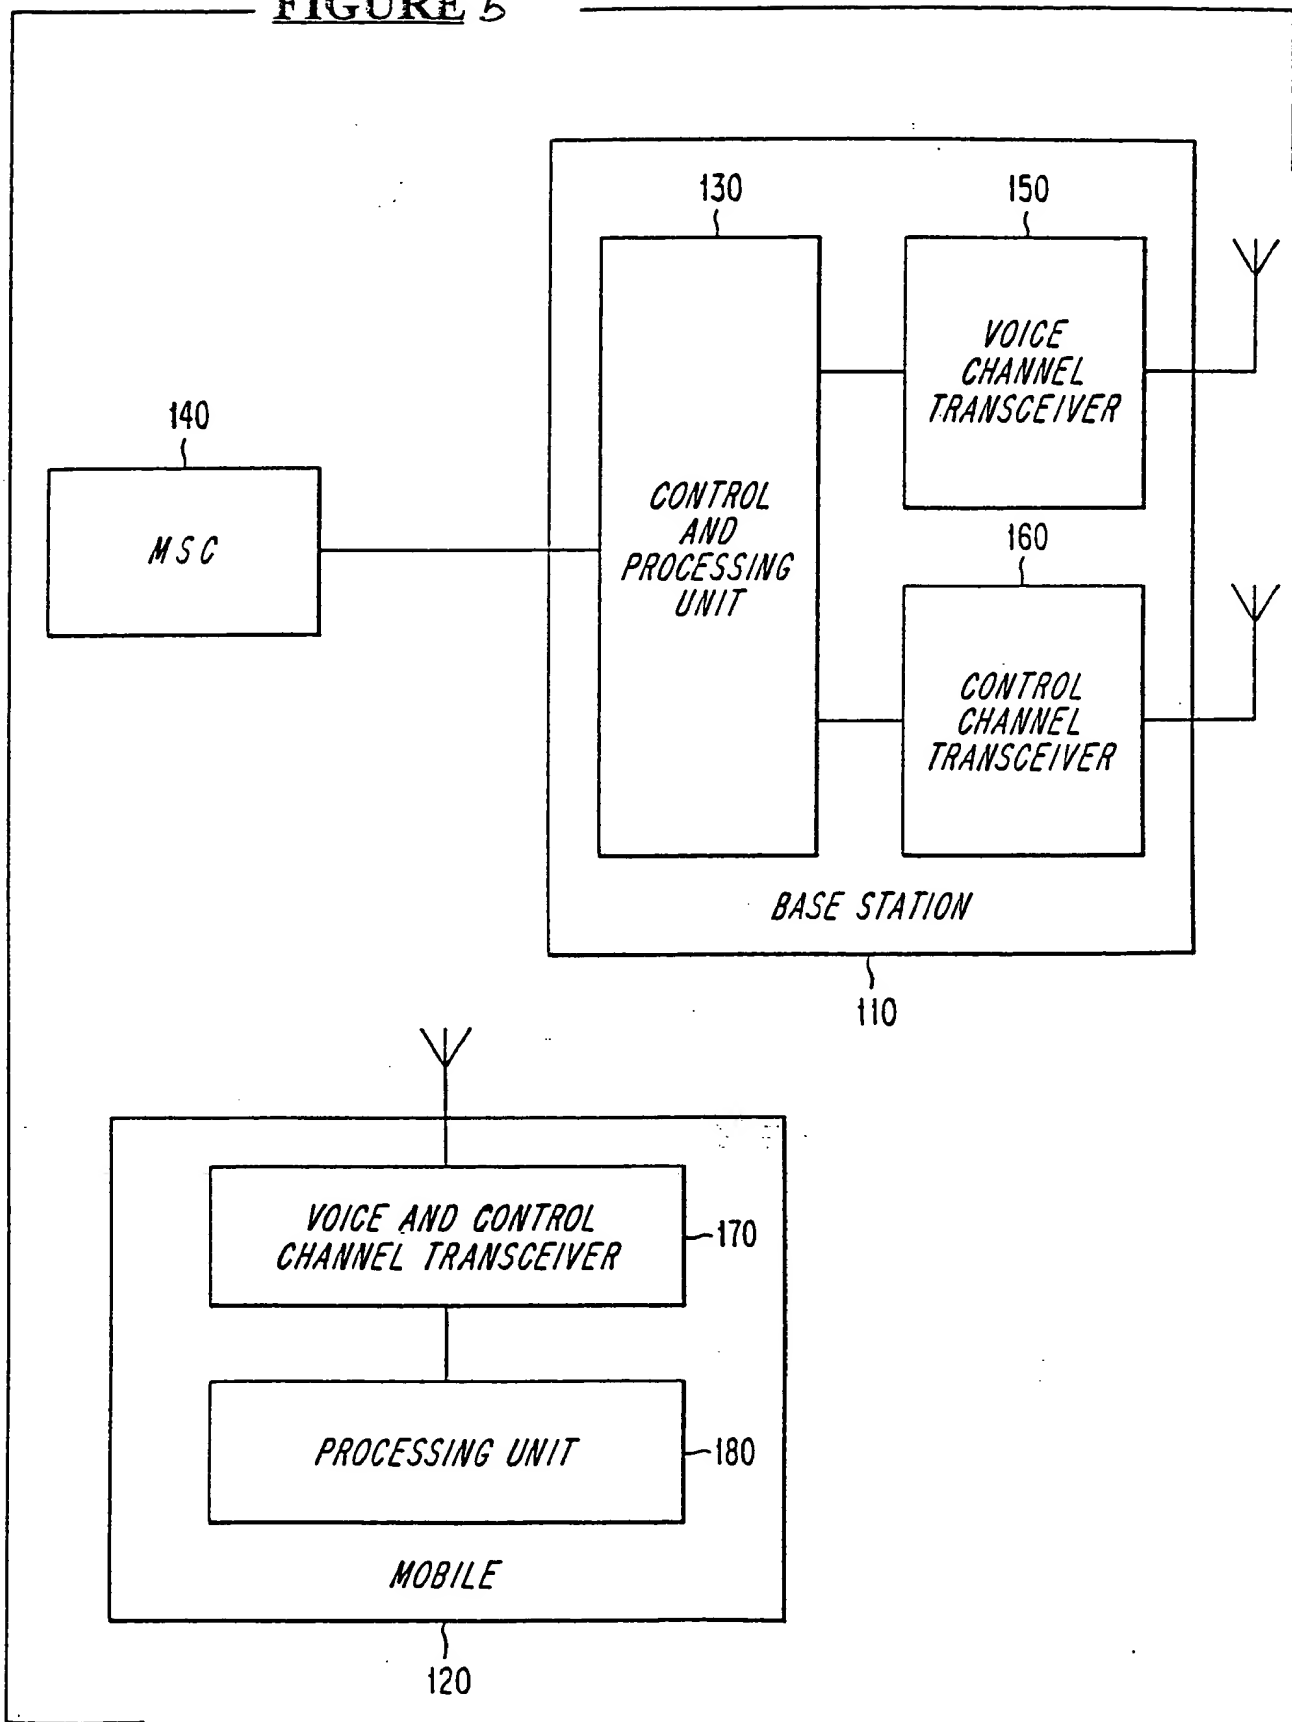 FIGURE 5
130
150
VOICE
CHANNEL
TRANSCEIVER
140
MSC
CONTROL
AND
PROCESSING
UNIT
160
CONTROL
CHANNEL
TRANSCEIVER
BASE STATION
110
VOICE AND CONTROL
CHANNEL TRANSCEIVER
170
PROCESSING UNIT
180
MOBILE
120